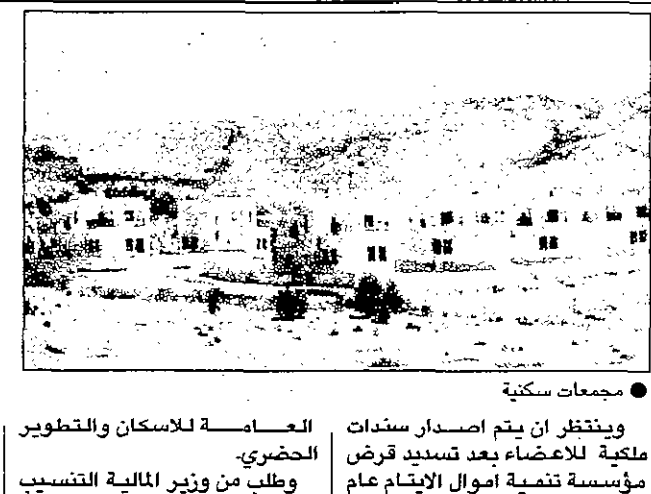 ● مجمعات سكنية
وينتظر ان يتم اصدار سندات
ملكية للاعضاء بعد تسديد قرض
مؤسسة تنمية اموال الايتام عام
العامة للاسكان والتطوير
الحضري.
وطلب من وزير المالية التنسيب